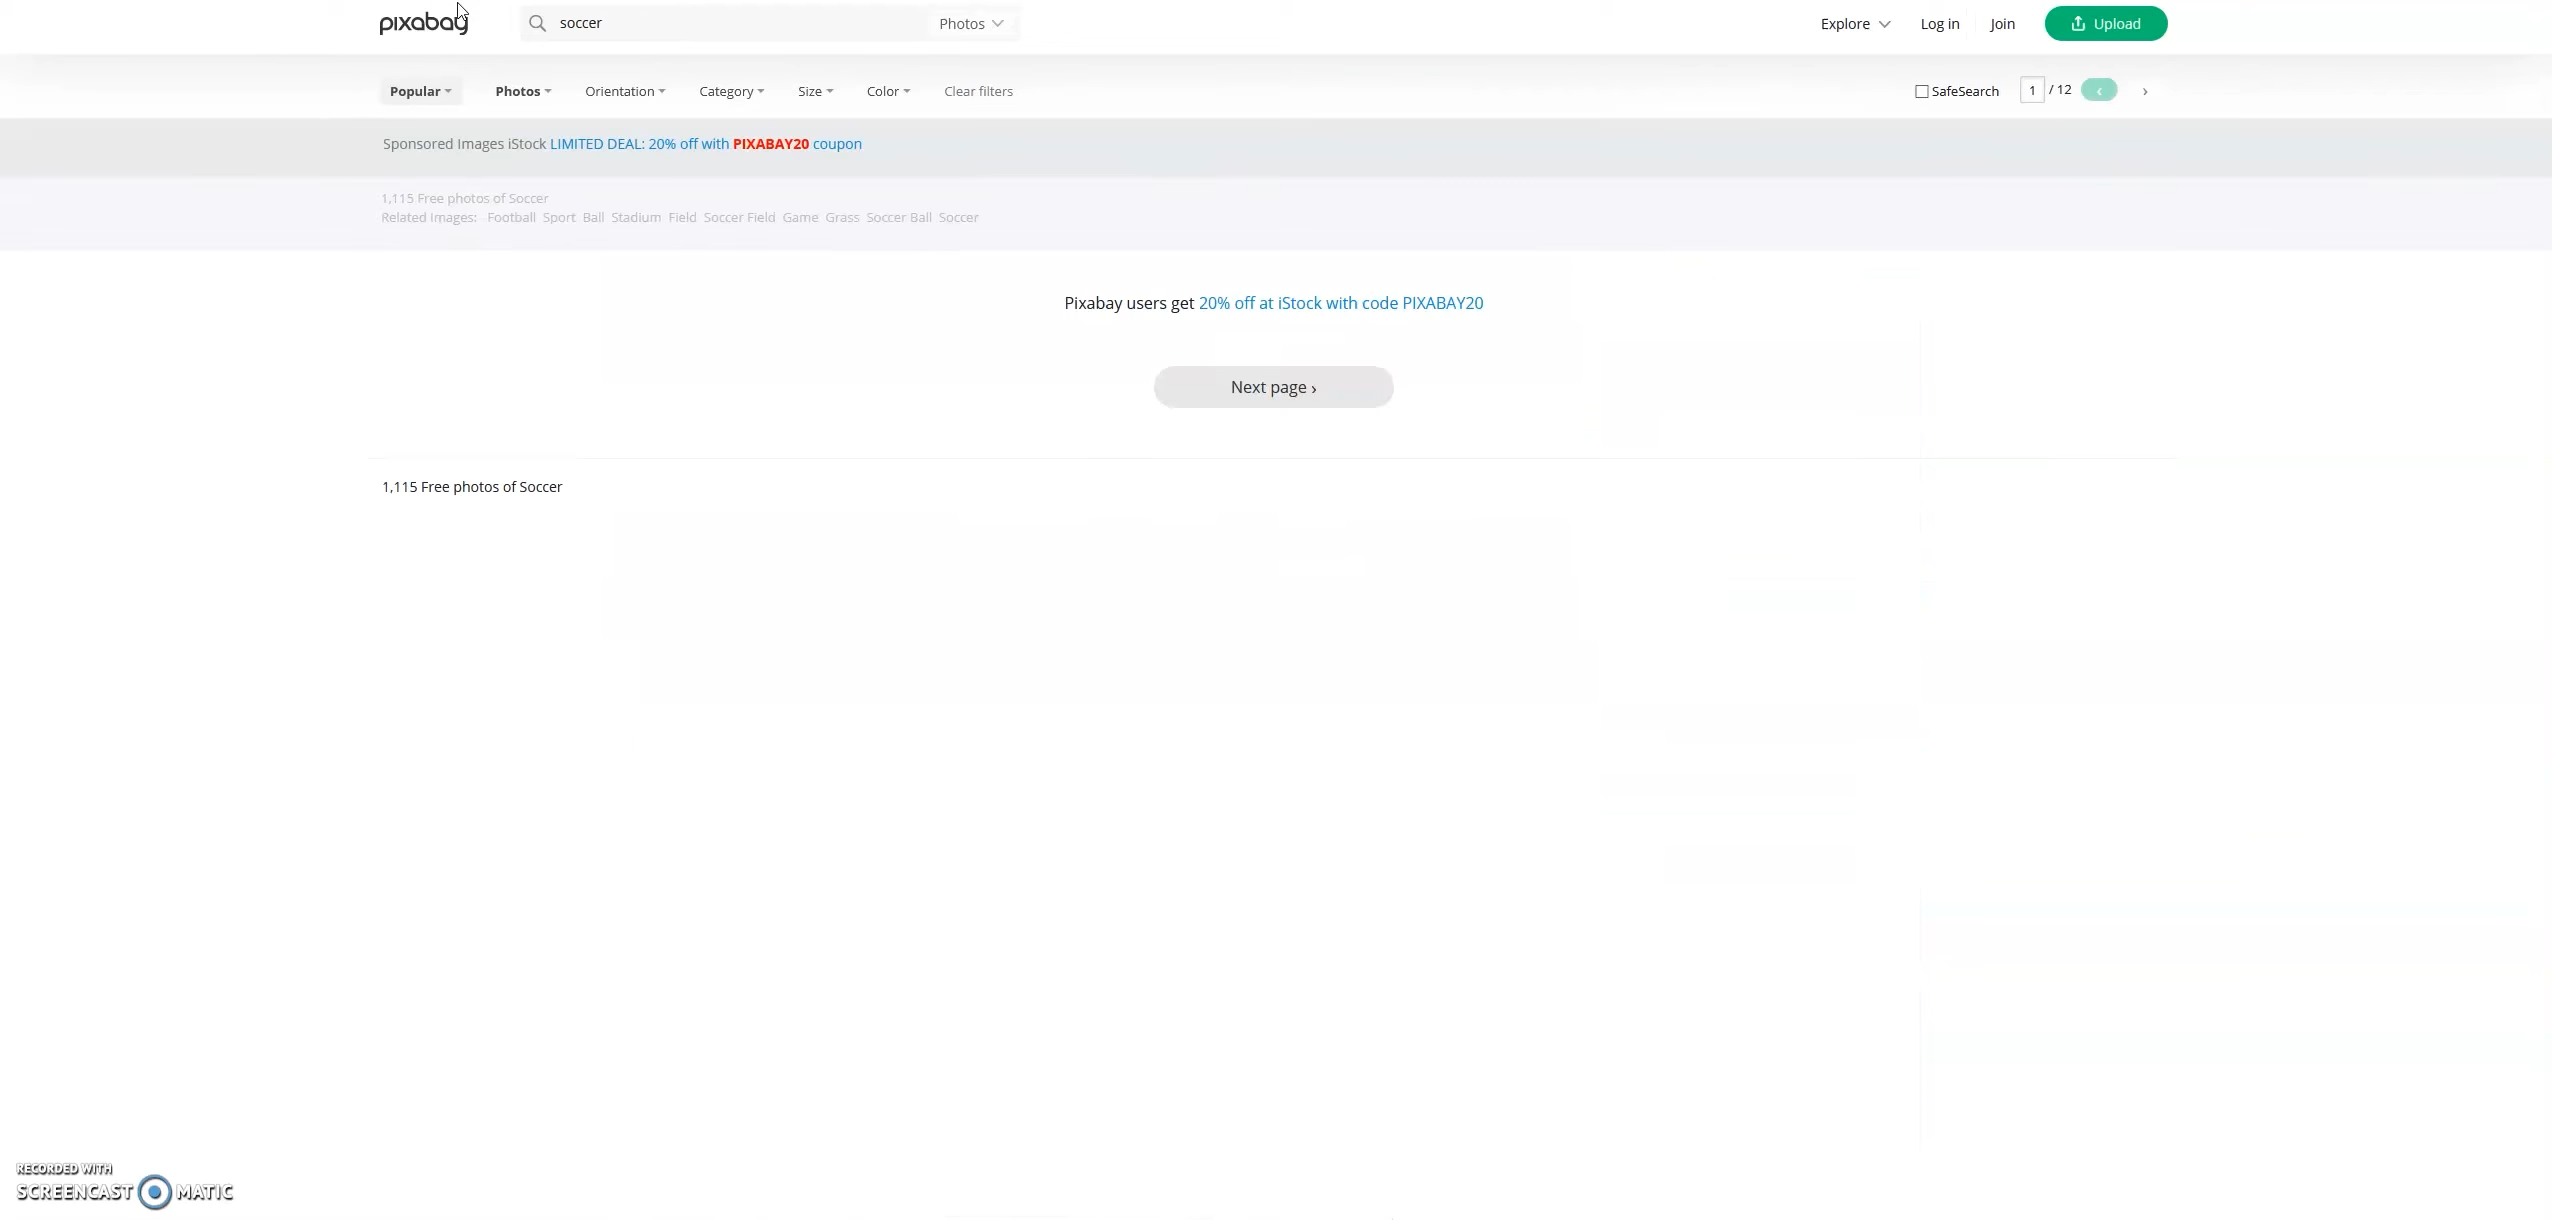 pixabay
soccer
Photos
Explore
Log in
Join
Upload
Popular
Photos
Orientation
Category
Size
Color
Clear filters
SafeSearch
1 / 12
‹
›
Sponsored Images iStock LIMITED DEAL: 20% off with PIXABAY20 coupon
1,115 Free photos of Soccer
Related Images: Football Sport Ball Stadium Field Soccer Field Game Grass Soccer Ball Soccer
Pixabay users get 20% off at iStock with code PIXABAY20
Next page ›
1,115 Free photos of Soccer
RECORDED WITH
SCREENCAST MATIC